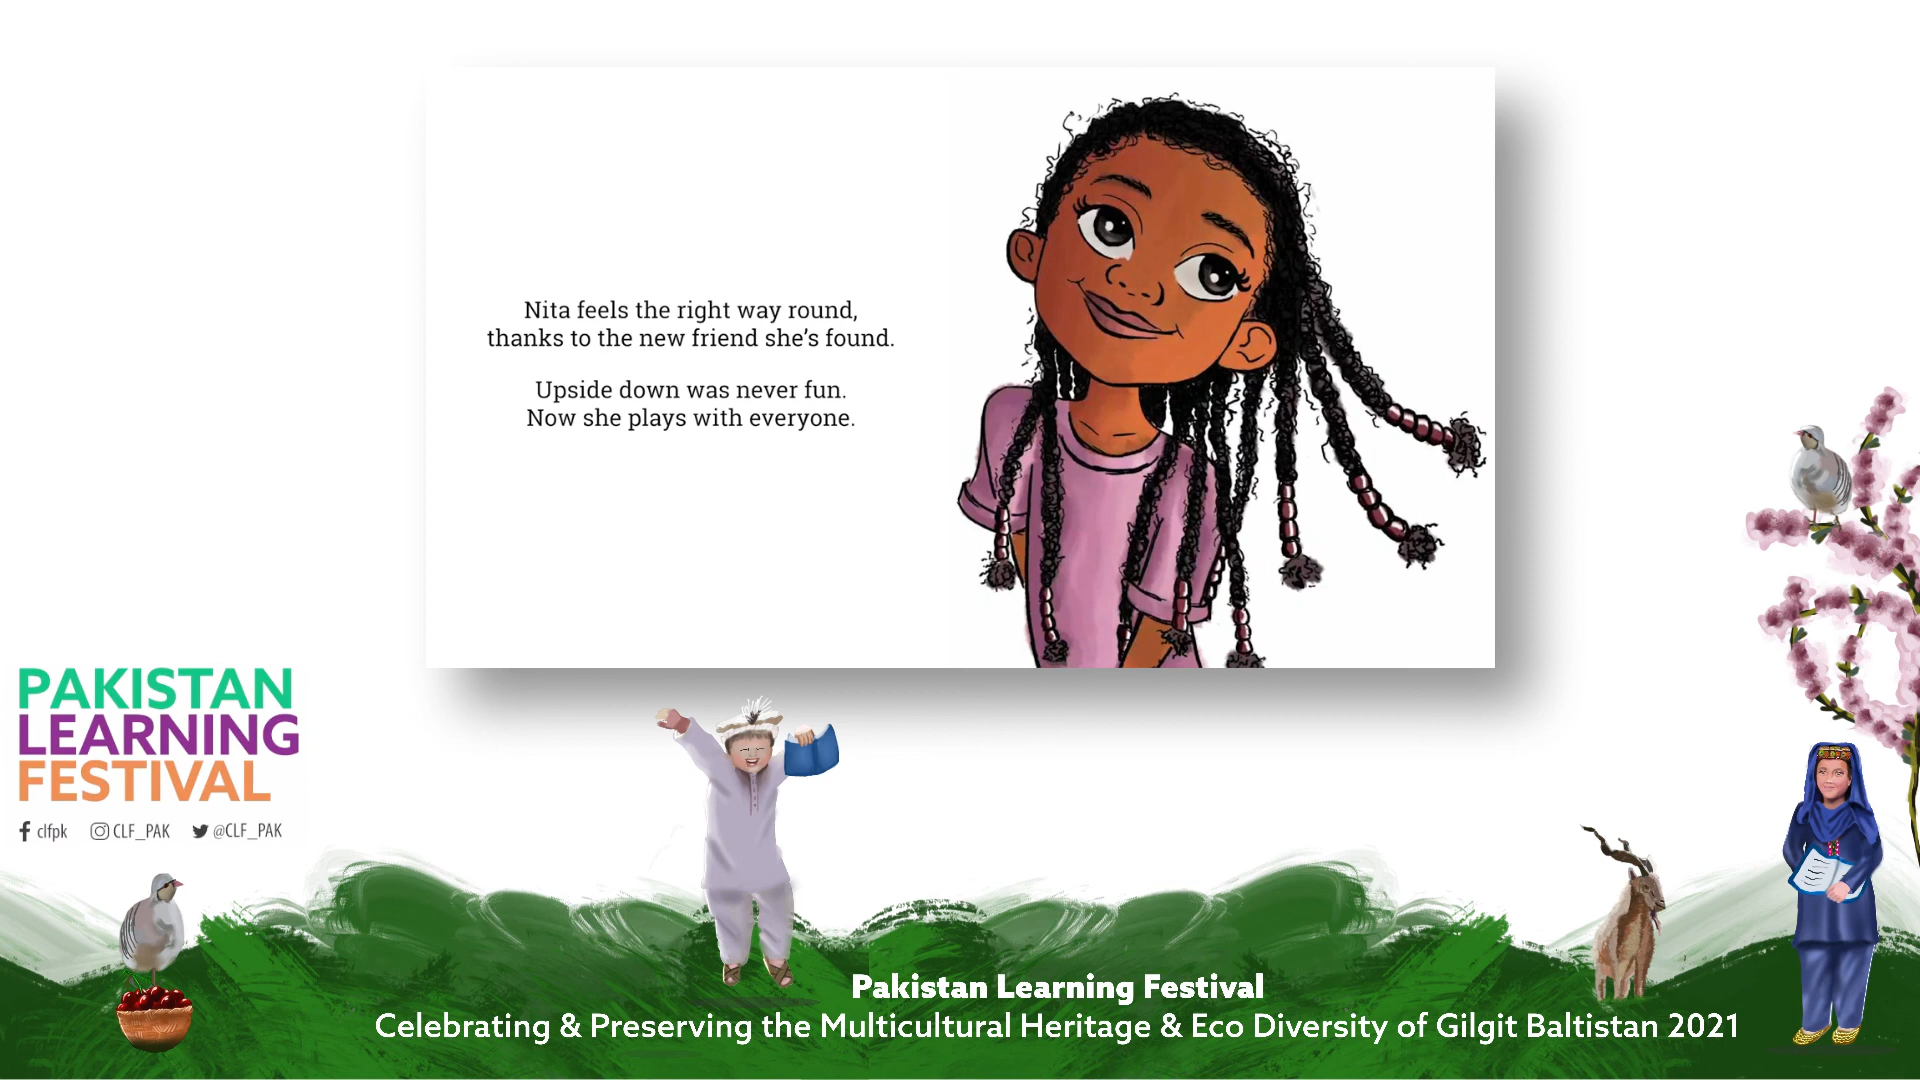 Nita feels the right way round,
thanks to the new friend she’s found.
Upside down was never fun.
Now she plays with everyone.
PAKISTAN
LEARNING
FESTIVAL
clfpk CLF_PAK @CLF_PAK
Pakistan Learning Festival
Celebrating & Preserving the Multicultural Heritage & Eco Diversity of Gilgit Baltistan 2021